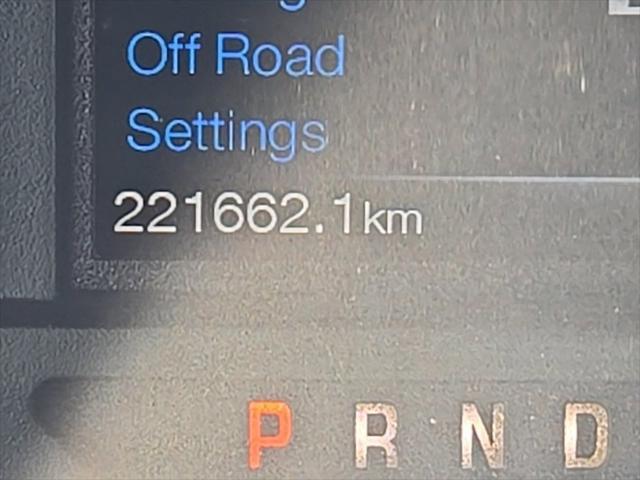 Off Road
Settings
221662.1km
P R N D